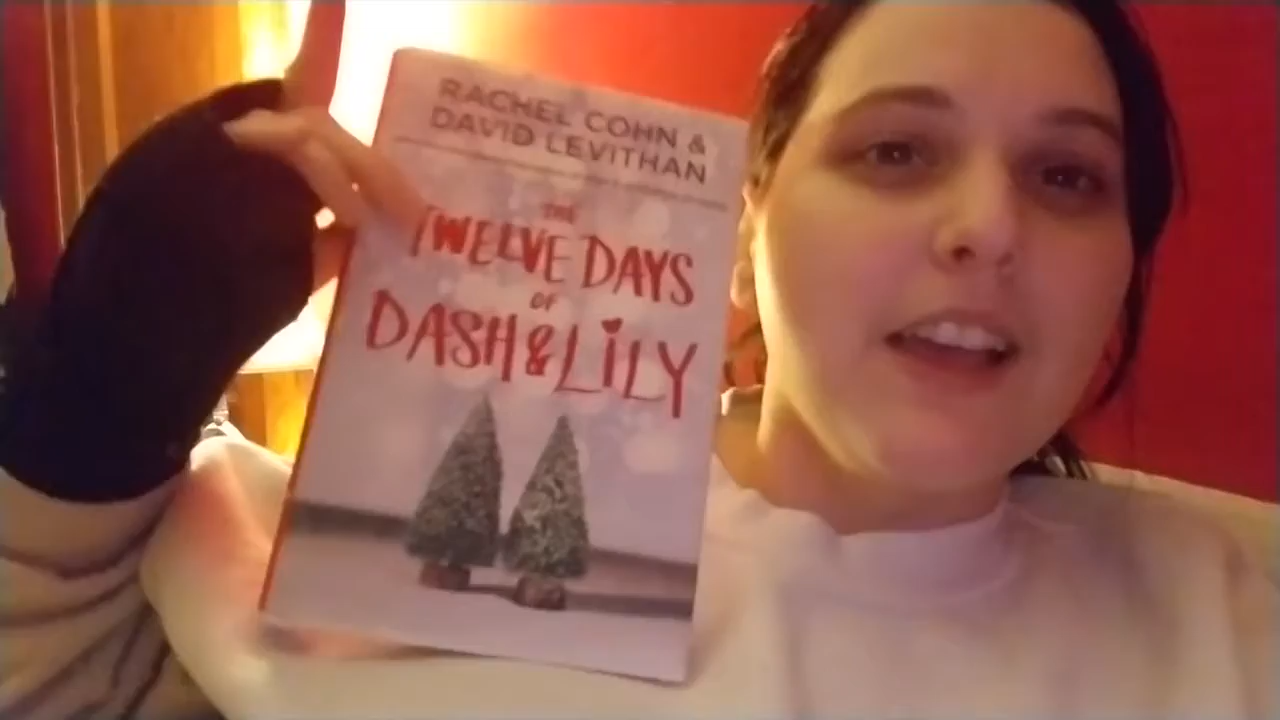 RACHEL COHN &
DAVID LEVITHAN
THE
TWELVE DAYS
OF
DASH & LILY